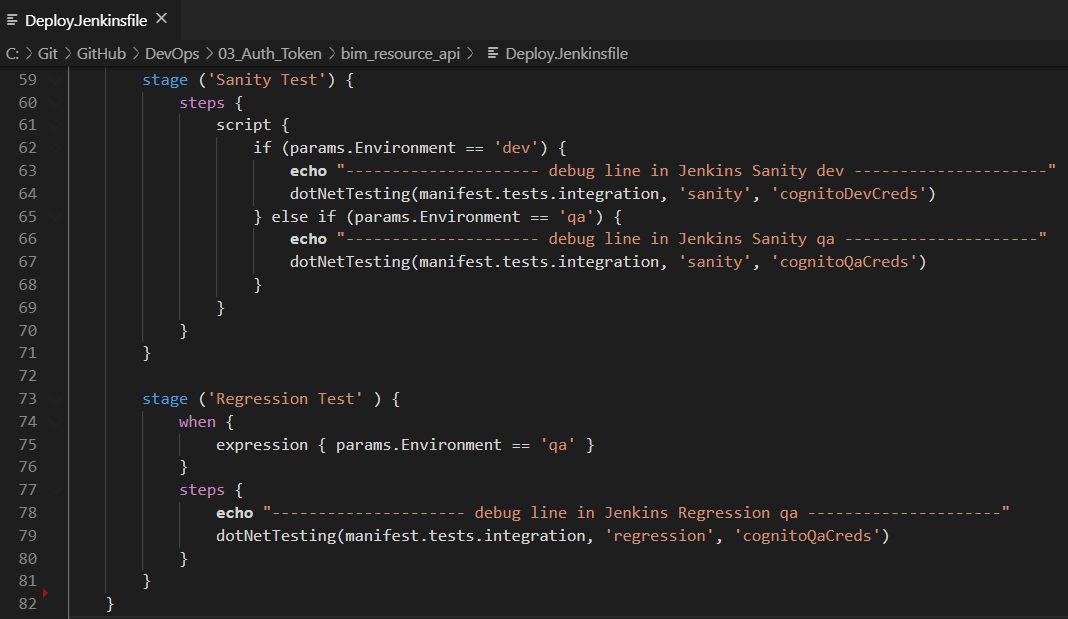 Deploy.Jenkinsfile ×
C: > Git > GitHub > DevOps > 03_Auth_Token > bim_resource_api > Deploy.Jenkinsfile
59 stage ('Sanity Test') {
60 steps {
61 script {
62 if (params.Environment == 'dev') {
63 echo "--------------------- debug line in Jenkins Sanity dev ---------------------"
64 dotNetTesting(manifest.tests.integration, 'sanity', 'cognitoDevCreds')
65 } else if (params.Environment == 'qa') {
66 echo "--------------------- debug line in Jenkins Sanity qa ---------------------"
67 dotNetTesting(manifest.tests.integration, 'sanity', 'cognitoQaCreds')
68 }
69 }
70 }
71 }
72
73 stage ('Regression Test' ) {
74 when {
75 expression { params.Environment == 'qa' }
76 }
77 steps {
78 echo "--------------------- debug line in Jenkins Regression qa ---------------------"
79 dotNetTesting(manifest.tests.integration, 'regression', 'cognitoQaCreds')
80 }
81 }
82 }